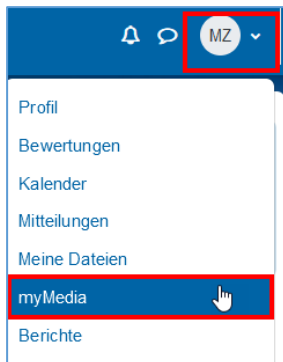 MZ
Profil
Bewertungen
Kalender
Mitteilungen
Meine Dateien
myMedia
Berichte